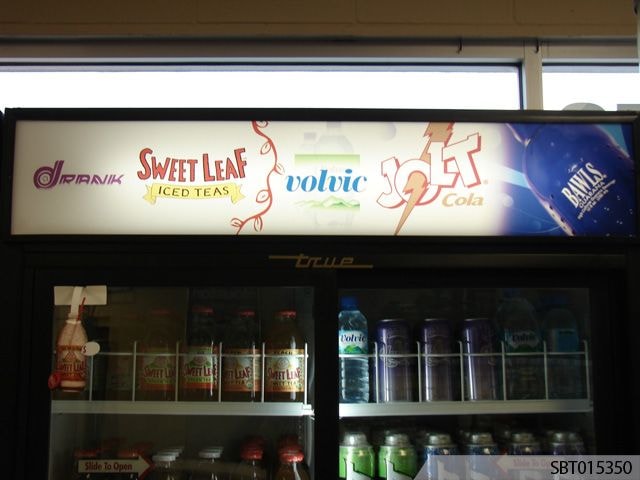 drank
SWEET LEAF
ICED TEAS
volvic
JOLT
Cola
BAWLS
GUARANA
true
volvic
SWEET LEAF
SWEET LEAF
SWEET LEAF
SWEET LEAF
Slide To Open
Slide To Open
SBT015350